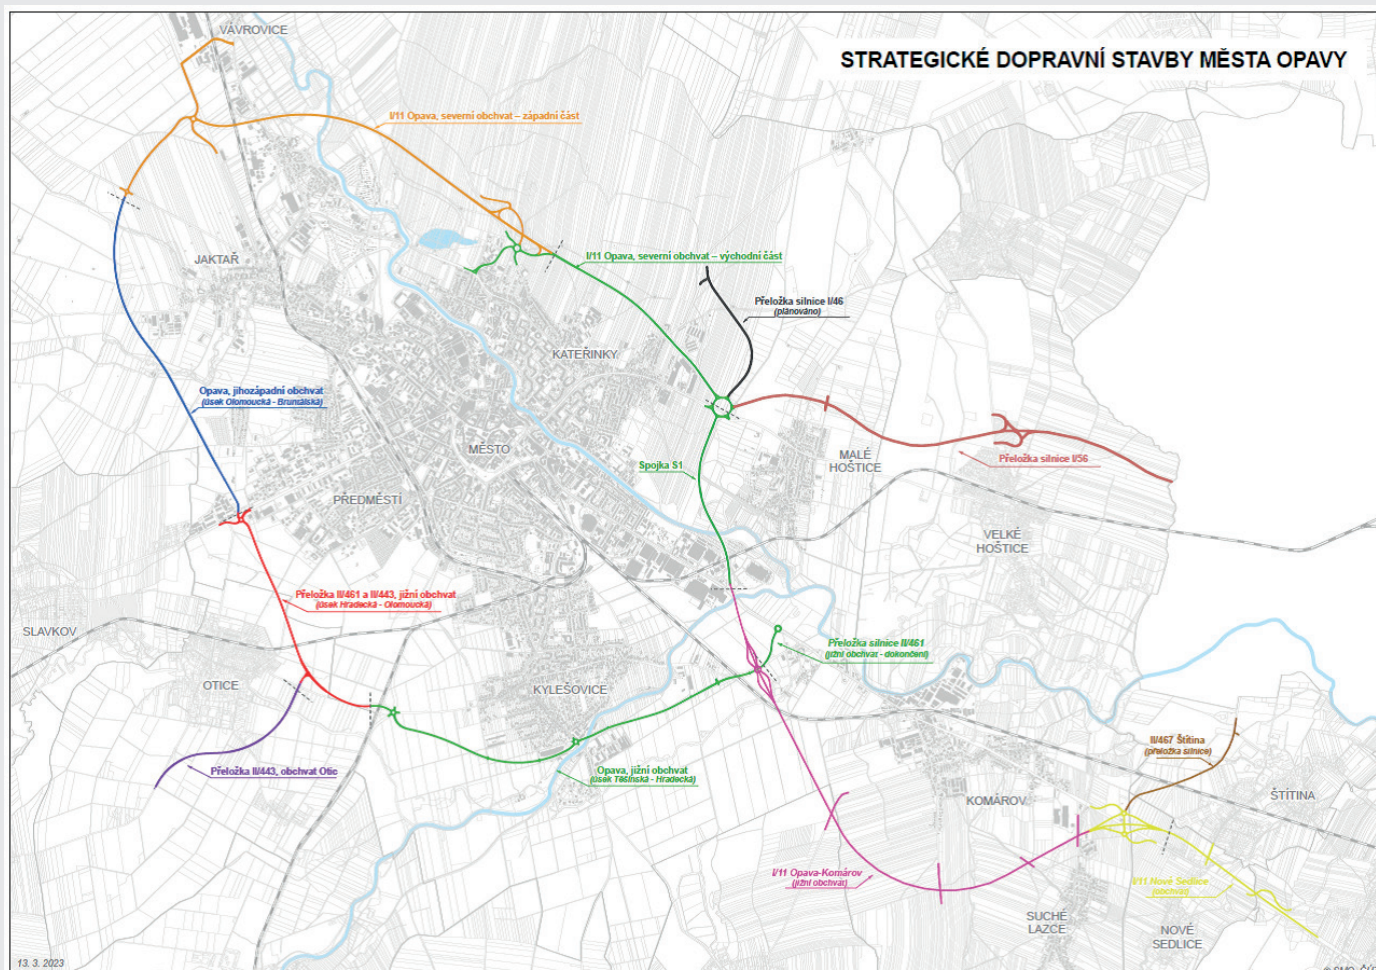 VÁVROVICE
STRATEGICKÉ DOPRAVNÍ STAVBY MĚSTA OPAVY
I/11 Opava, severní obchvat – západní část
JAKTAŘ
I/11 Opava, severní obchvat – východní část
Přeložka silnice I/46
(plánováno)
KATEŘINKY
Opava, jihozápadní obchvat
(úsek Olomoucká - Bruntálská)
MĚSTO
MALÉ
HOŠTICE
Spojka S1
Přeložka silnice I/56
PŘEDMĚSTÍ
VELKÉ
HOŠTICE
Přeložka II/461 a II/443, jižní obchvat
(úsek Hradecká - Olomoucká)
SLAVKOV
Přeložka silnice II/461
(jižní obchvat - dokončení)
OTICE
KYLEŠOVICE
II/467 Štítina
(přeložka silnice)
Přeložka II/443, obchvat Otic
Opava, jižní obchvat
(úsek Těšínská - Hradecká)
KOMÁROV
ŠTÍTINA
I/11 Opava-Komárov
(jižní obchvat)
I/11 Nové Sedlice
(obchvat)
SUCHÉ
LAZCE
NOVÉ
SEDLICE
13. 3. 2023